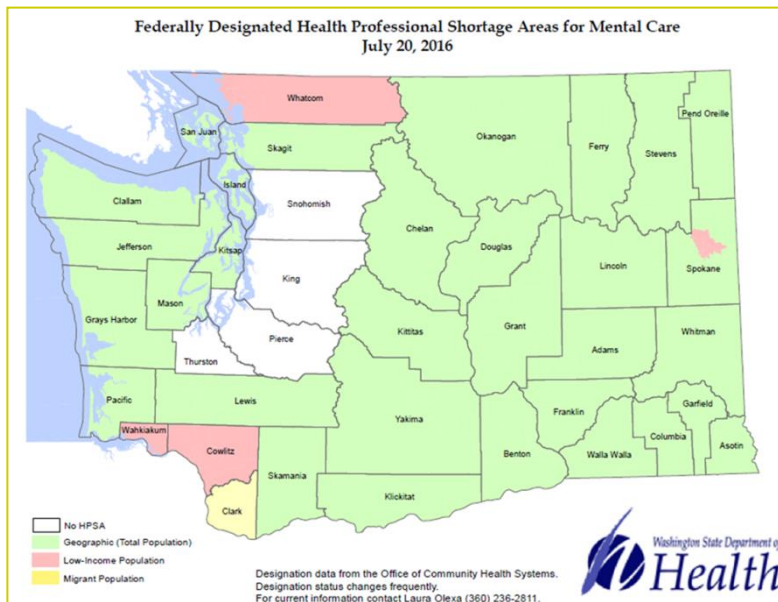 Federally Designated Health Professional Shortage Areas for Mental Care
July 20, 2016
Whatcom
San Juan
Skagit
Okanogan
Ferry
Stevens
Pend Oreille
Island
Clallam
Snohomish
Chelan
Douglas
Jefferson
Kitsap
King
Lincoln
Spokane
Mason
Grays Harbor
Kittitas
Grant
Pierce
Thurston
Adams
Whitman
Pacific
Lewis
Yakima
Franklin
Garfield
Wahkiakum
Cowlitz
Benton
Walla Walla
Columbia
Asotin
Skamania
Klickitat
Clark
No HPSA
Geographic (Total Population)
Low-Income Population
Migrant Population
Designation data from the Office of Community Health Systems.
Designation status changes frequently.
For current information contact Laura Olexa (360) 236-2811.
Washington State Department of
Health